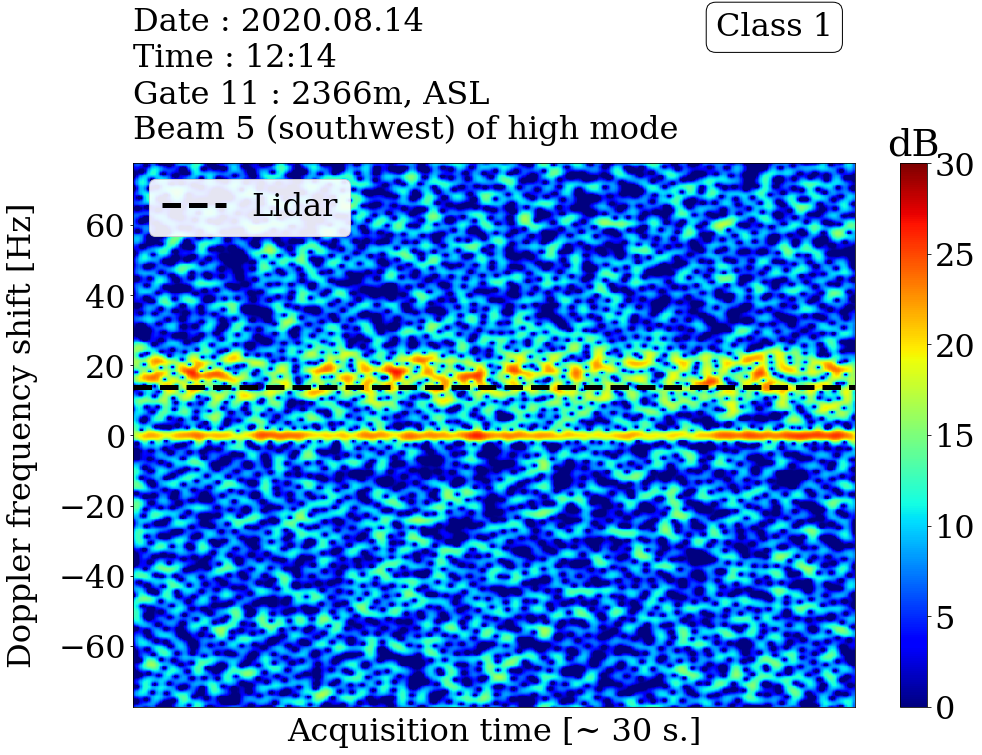 Date : 2020.08.14
Time : 12:14
Gate 11 : 2366m, ASL
Beam 5 (southwest) of high mode
Class 1
dB
Lidar
Doppler frequency shift [Hz]
60
40
20
0
−20
−40
−60
30
25
20
15
10
5
0
Acquisition time [~ 30 s.]